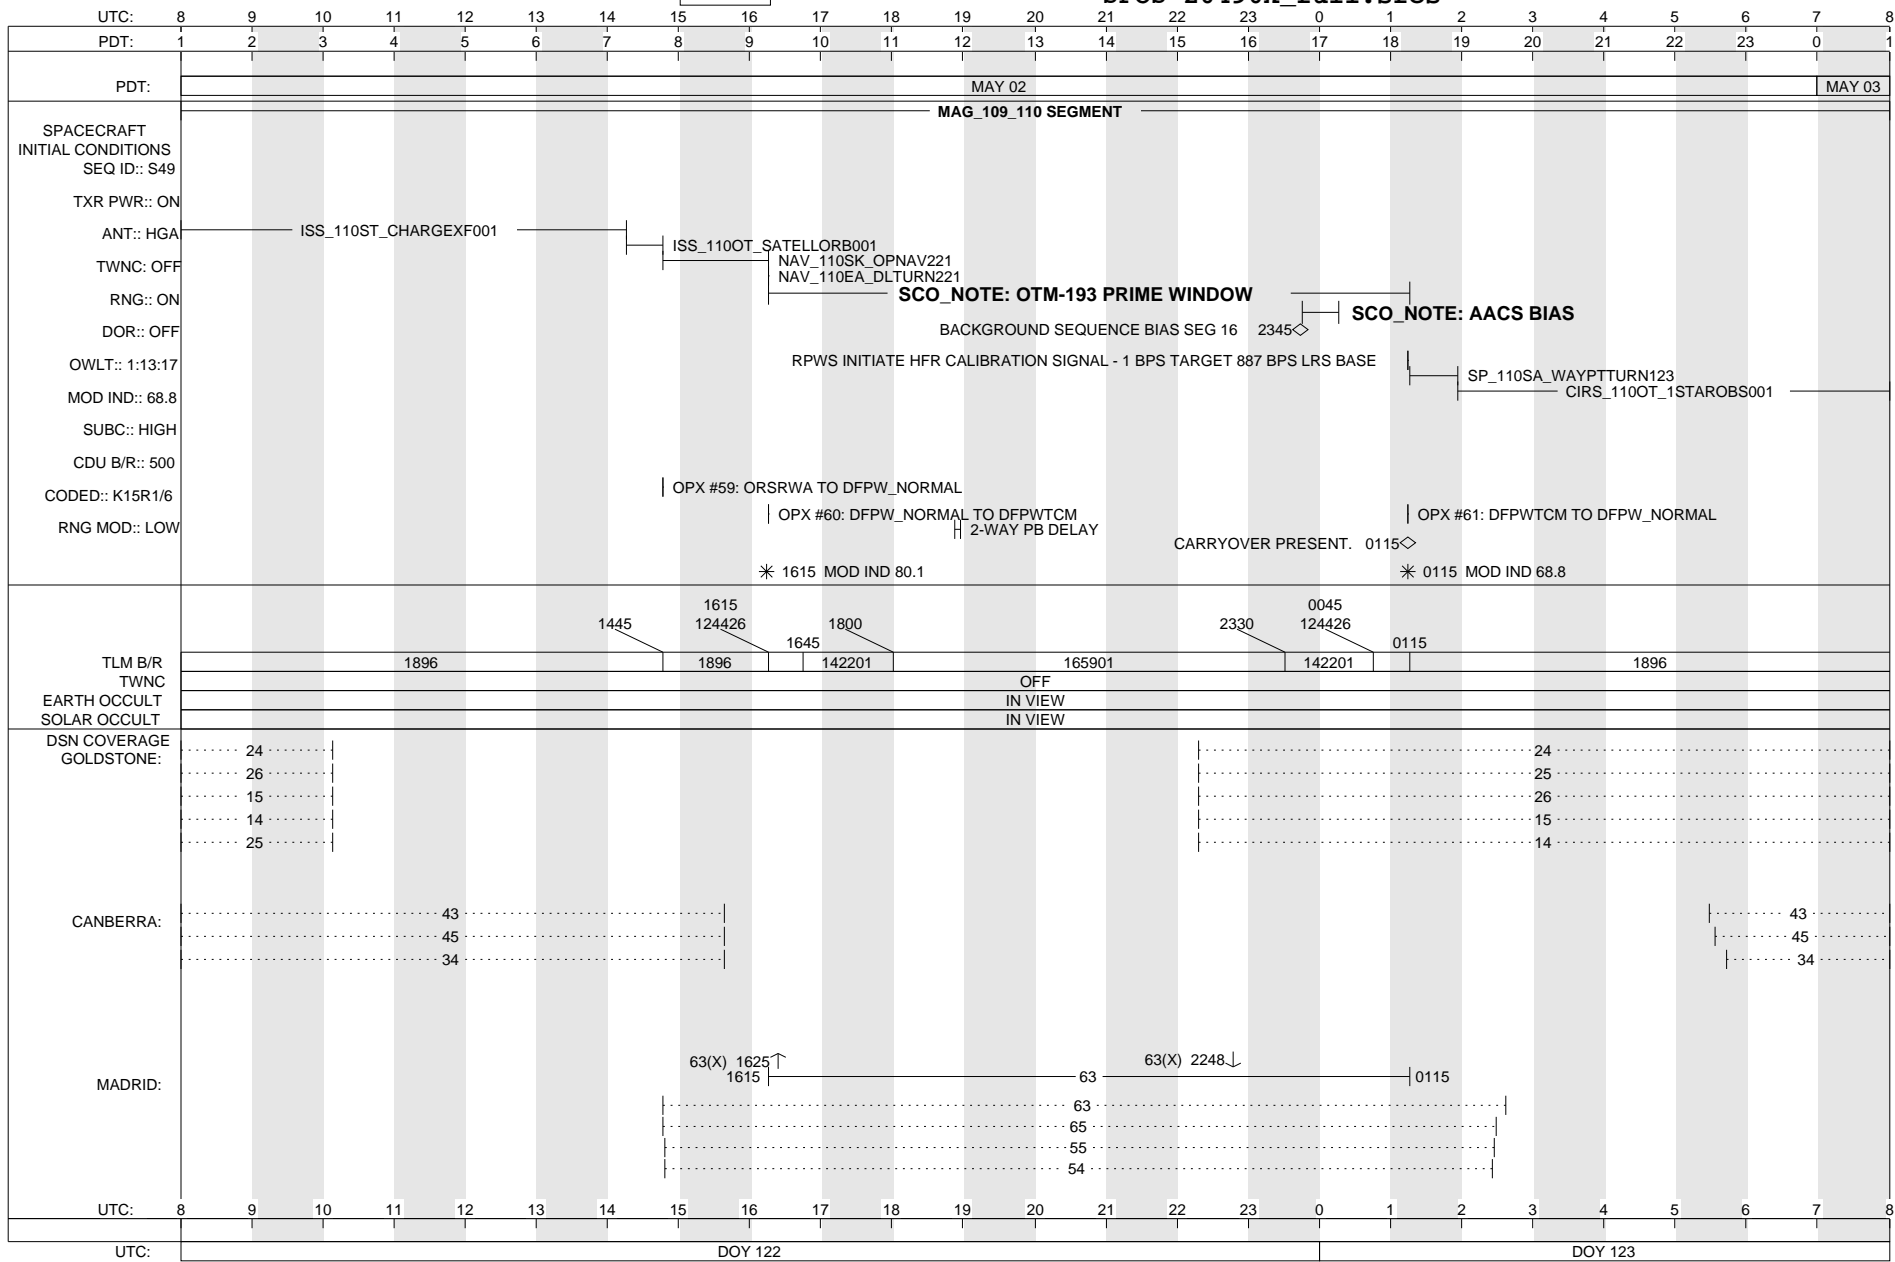 UTC: 8 9 10 11 12 13 14 15 16 17 18 19 20 21 22 23 0 1 2 3 4 5 6 7 8
PDT: 1 2 3 4 5 6 7 8 9 10 11 12 13 14 15 16 17 18 19 20 21 22 23 0 1
PDT: MAY 02 MAY 03
MAG_109_110 SEGMENT
SPACECRAFT
INITIAL CONDITIONS
SEQ ID:: S49
TXR PWR:: ON
ANT:: HGA ISS_110ST_CHARGEXF001
ISS_110OT_SATELLORB001
TWNC: OFF NAV_110SK_OPNAV221
NAV_110EA_DLTURN221
RNG:: ON SCO_NOTE: OTM-193 PRIME WINDOW
SCO_NOTE: AACS BIAS
DOR:: OFF BACKGROUND SEQUENCE BIAS SEG 16 2345
OWLT:: 1:13:17 RPWS INITIATE HFR CALIBRATION SIGNAL - 1 BPS TARGET 887 BPS LRS BASE
SP_110SA_WAYPTTURN123
MOD IND:: 68.8 CIRS_110OT_1STAROBS001
SUBC:: HIGH
CDU B/R:: 500
CODED:: K15R1/6 OPX #59: ORSRWA TO DFPW_NORMAL
OPX #60: DFPW_NORMAL TO DFPWTCM OPX #61: DFPWTCM TO DFPW_NORMAL
RNG MOD:: LOW 2-WAY PB DELAY
CARRYOVER PRESENT. 0115
1615 MOD IND 80.1 0115 MOD IND 68.8
1615 0045
1445 124426 1800 2330 124426
1645 0115
TLM B/R 1896 1896 142201 165901 142201 1896
TWNC OFF
EARTH OCCULT IN VIEW
SOLAR OCCULT IN VIEW
DSN COVERAGE
GOLDSTONE: 24 24
26 25
15 26
14 15
25 14
CANBERRA: 43 43
45 45
34 34
63(X) 1625 63(X) 2248
MADRID: 1615 63 0115
63
65
55
54
UTC: 8 9 10 11 12 13 14 15 16 17 18 19 20 21 22 23 0 1 2 3 4 5 6 7 8
UTC: DOY 122 DOY 123